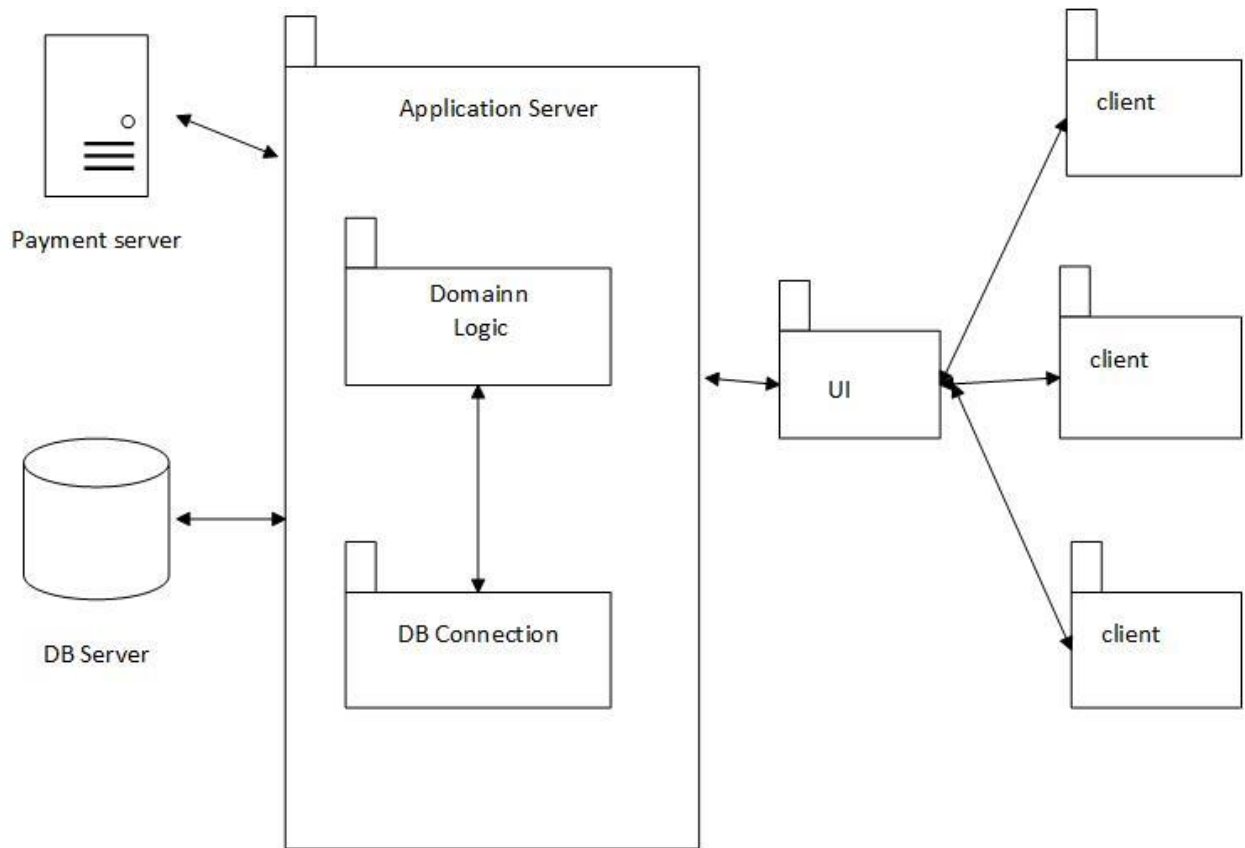 Application Server
client
Payment server
Domainn
Logic
client
UI
DB Connection
client
DB Server